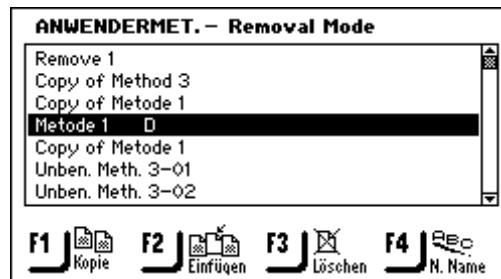 ANWENDERMET. – Removal Mode
Remove 1
Copy of Method 3
Copy of Metode 1
Metode 1 D
Copy of Metode 1
Unben. Meth. 3-01
Unben. Meth. 3-02
F1 Kopie F2 Einfügen F3 Löschen F4 ABC N. Name